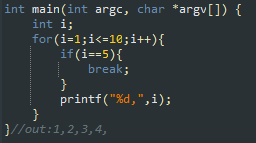 int main(int argc, char *argv[]) {
    int i;
    for(i=1;i<=10;i++){
        if(i==5){
            break;
        }
        printf("%d,",i);
    }
}//out:1,2,3,4,